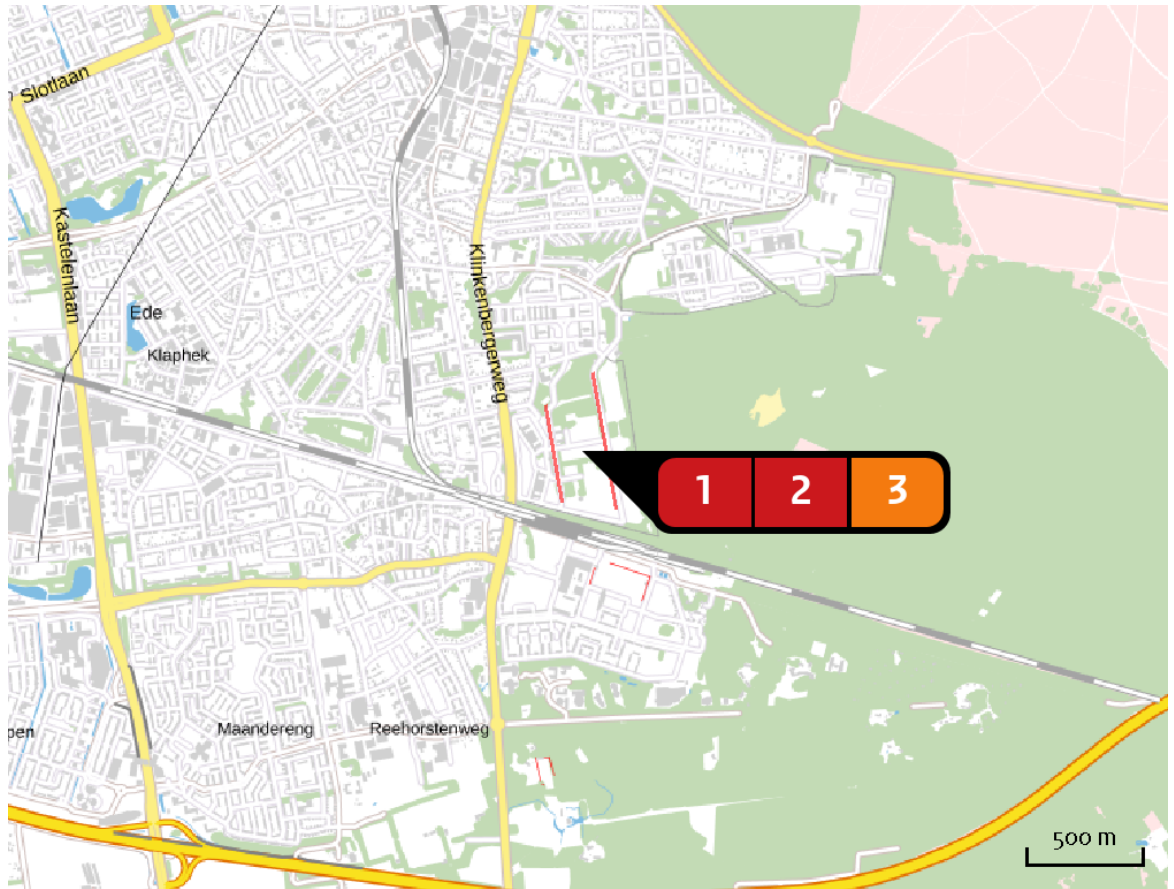 Slotlaan
Kastelenlaan
Klinkenbergerweg
Ede
Klaphek
1 2 3
Maandereng
Reehorstenweg
500 m